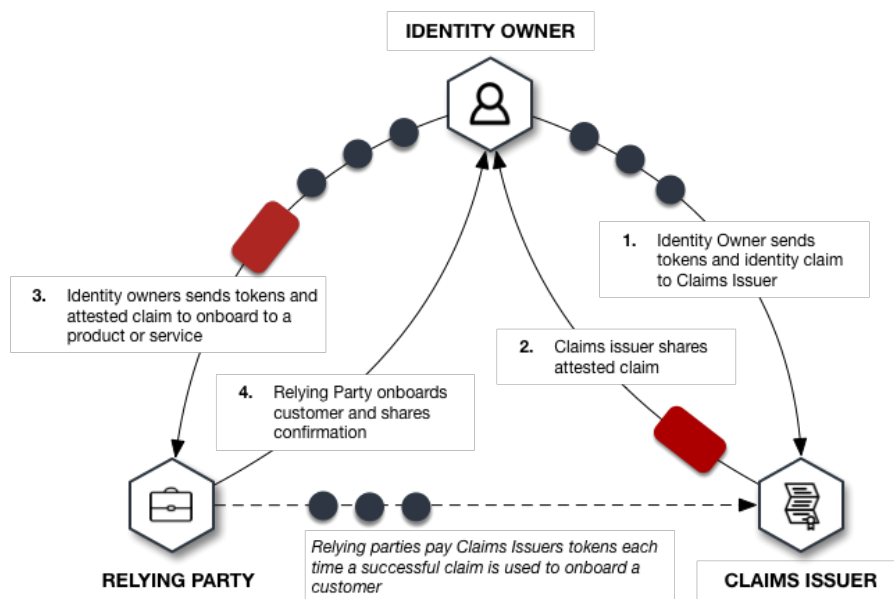 IDENTITY OWNER
1. Identity Owner sends
tokens and identity claim
to Claims Issuer
3. Identity owners sends tokens and
attested claim to onboard to a
product or service
2. Claims issuer shares
attested claim
4. Relying Party onboards
customer and shares
confirmation
Relying parties pay Claims Issuers tokens each
time a successful claim is used to onboard a
customer
RELYING PARTY
CLAIMS ISSUER